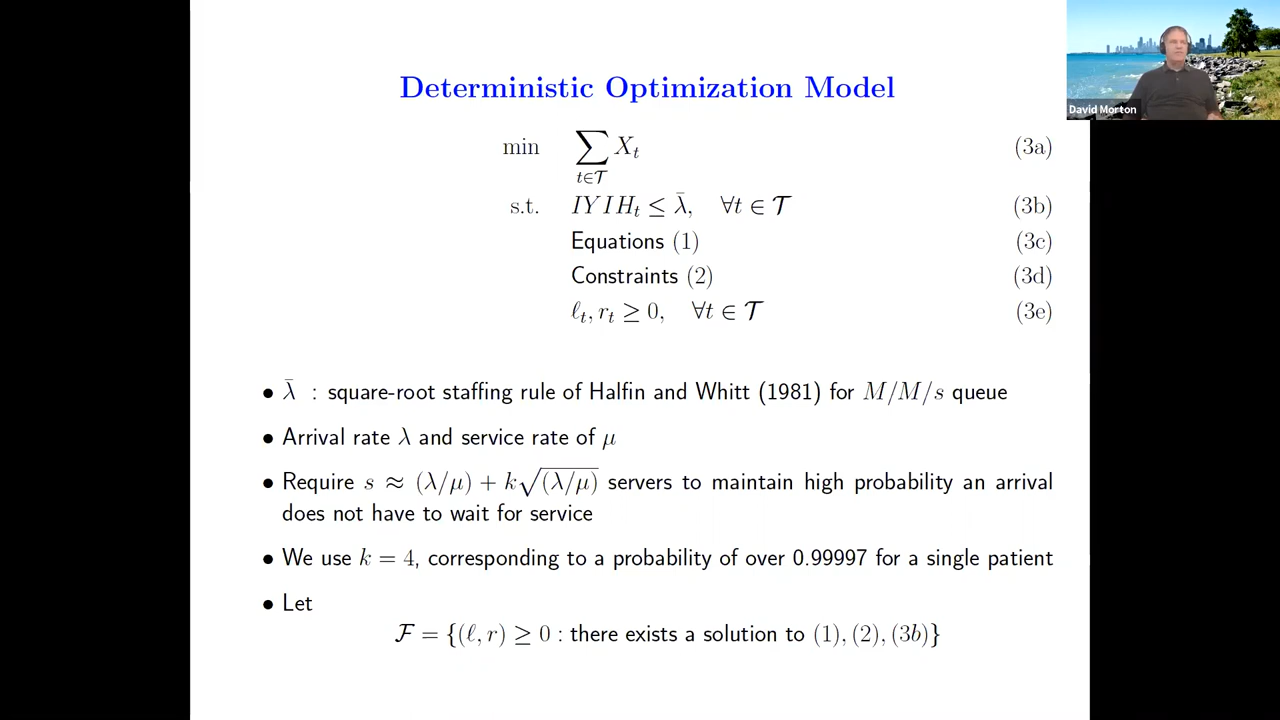 Deterministic Optimization Model
min ∑_{t∈𝒯} X_t (3a)
s.t. IYIH_t ≤ λ̄, ∀t ∈ 𝒯 (3b)
Equations (1) (3c)
Constraints (2) (3d)
ℓ_t, r_t ≥ 0, ∀t ∈ 𝒯 (3e)
• λ̄ : square-root staffing rule of Halfin and Whitt (1981) for M/M/s queue
• Arrival rate λ and service rate of μ
• Require s ≈ (λ/μ) + k√(λ/μ) servers to maintain high probability an arrival
does not have to wait for service
• We use k = 4, corresponding to a probability of over 0.99997 for a single patient
• Let
ℱ = {(ℓ, r) ≥ 0 : there exists a solution to (1), (2), (3b)}
David Morton